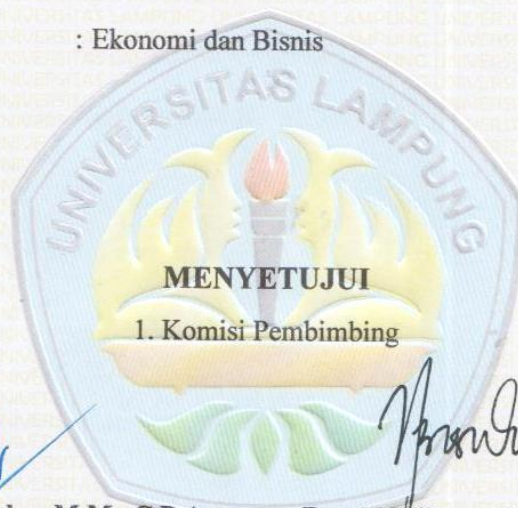 : Ekonomi dan Bisnis
UNIVERSITAS LAMPUNG
MENYETUJUI
1. Komisi Pembimbing
M.M.